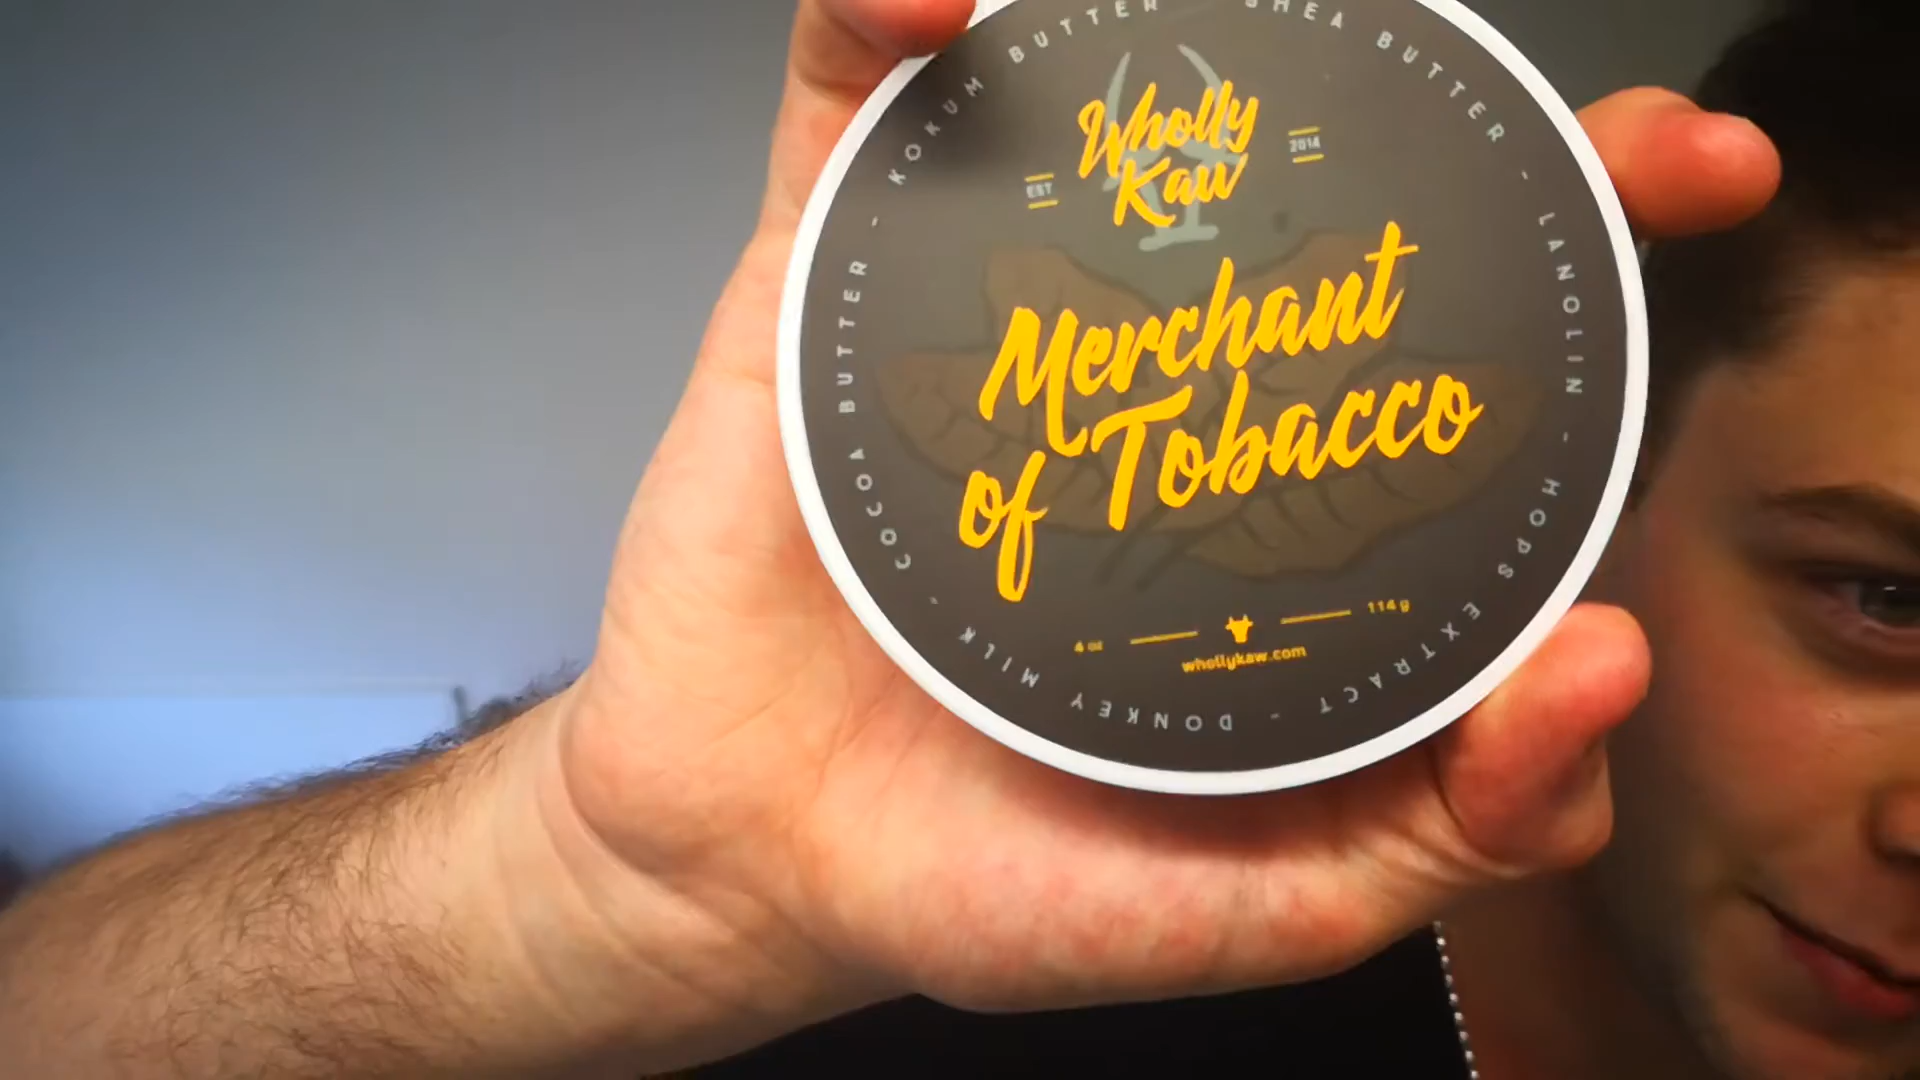 KOKUM BUTTER - SHEA BUTTER - LANOLIN - HOPS EXTRACT - DONKEY MILK - COCOA BUTTER -
Wholly
Kaw
EST
2014
Merchant
of Tobacco
4 oz
114 g
whollykaw.com